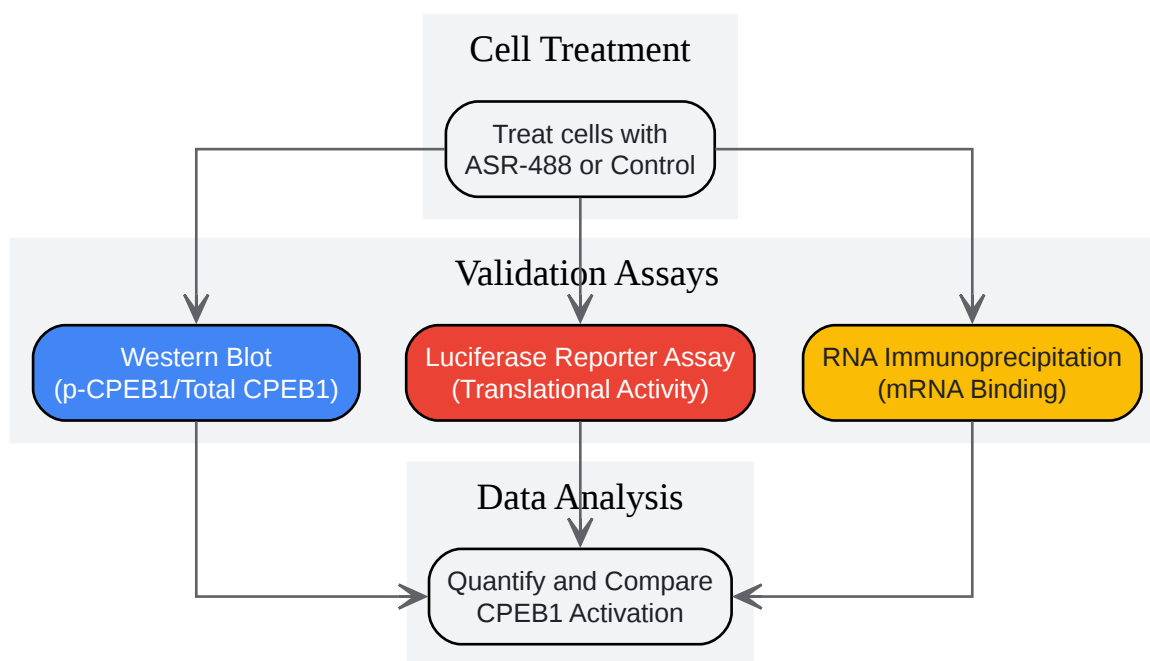 Cell Treatment
Treat cells with
ASR-488 or Control
Validation Assays
Western Blot
(p-CPEB1/Total CPEB1)
Luciferase Reporter Assay
(Translational Activity)
RNA Immunoprecipitation
(mRNA Binding)
Data Analysis
Quantify and Compare
CPEB1 Activation